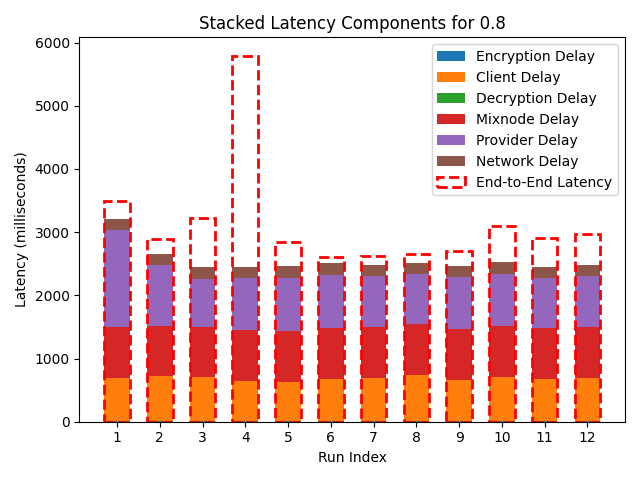 Stacked Latency Components for 0.8
Latency (milliseconds)
6000
5000
4000
3000
2000
1000
0
Encryption Delay
Client Delay
Decryption Delay
Mixnode Delay
Provider Delay
Network Delay
End-to-End Latency
1 2 3 4 5 6 7 8 9 10 11 12
Run Index